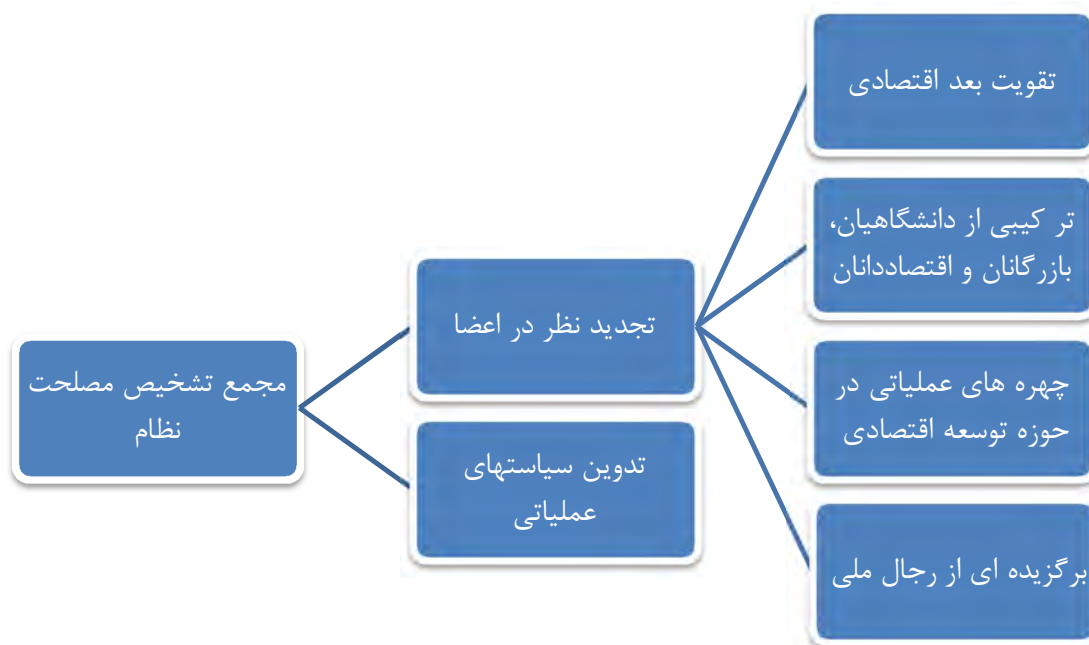 مجمع تشخیص مصلحت
نظام
تجدید نظر در اعضا
تدوین سیاستهای
عملیاتی
تقویت بعد اقتصادی
تر کیبی از دانشگاهیان،
بازرگانان و اقتصاددانان
چهره های عملیاتی در
حوزه توسعه اقتصادی
برگزیده ای از رجال ملی